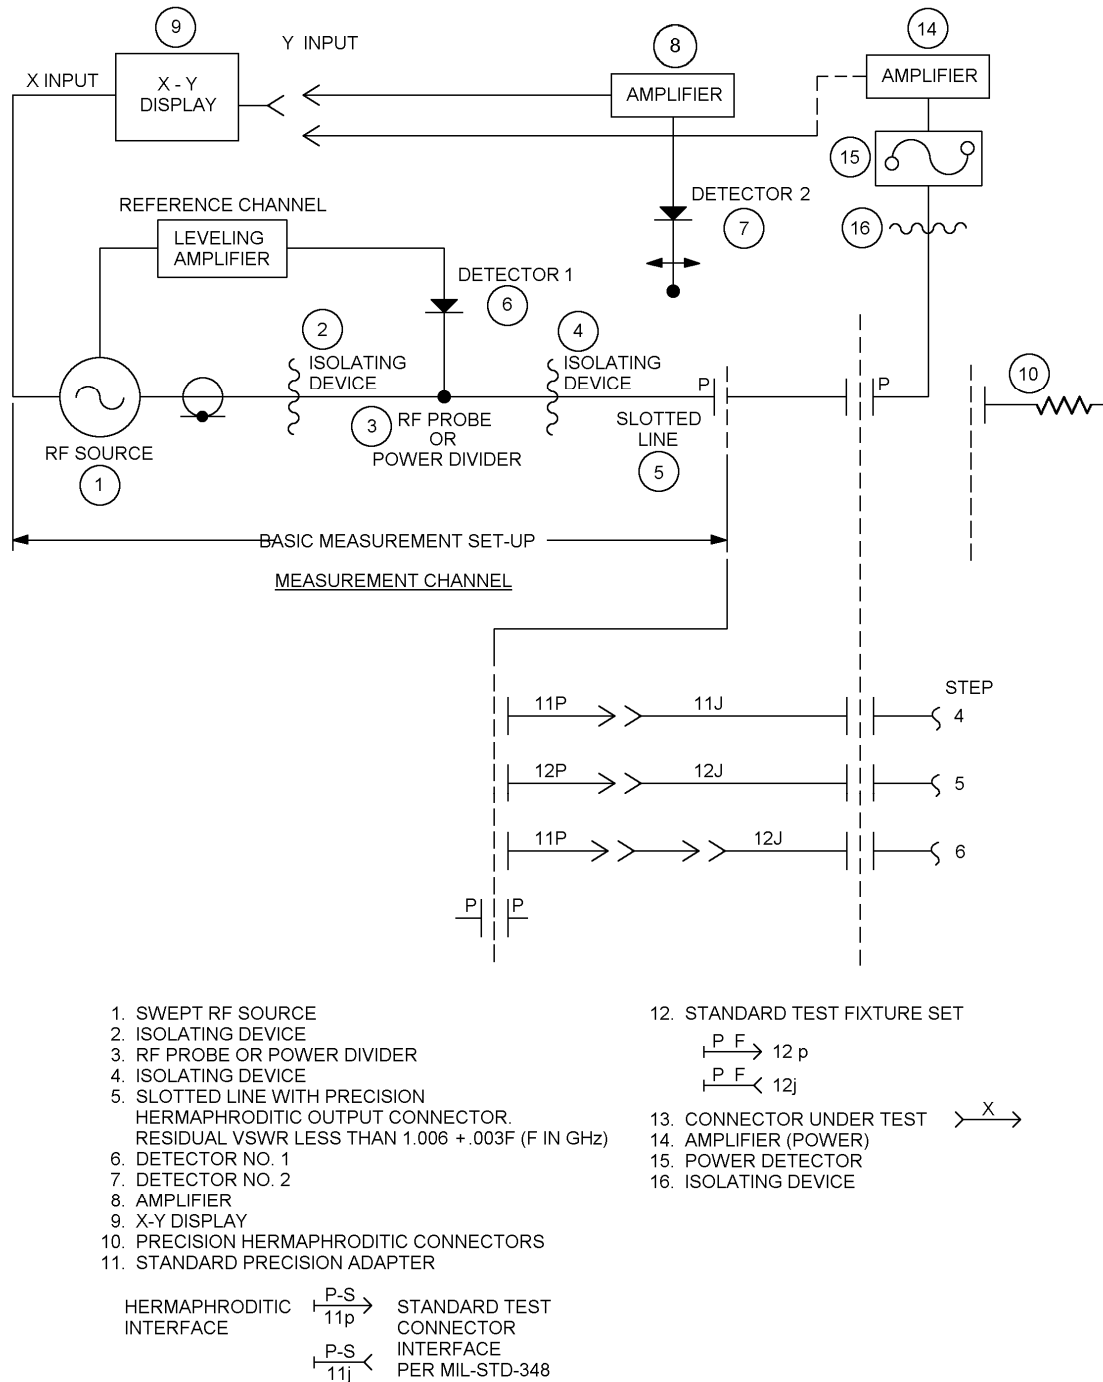 9
Y INPUT
14
8
X INPUT
X - Y
DISPLAY
AMPLIFIER
AMPLIFIER
15
REFERENCE CHANNEL
LEVELING
AMPLIFIER
DETECTOR 2
7
16
DETECTOR 1
6
2
ISOLATING
DEVICE
4
ISOLATING
DEVICE
P
P
10
3
RF PROBE
OR
POWER DIVIDER
SLOTTED
LINE
5
RF SOURCE
1
BASIC MEASUREMENT SET-UP
MEASUREMENT CHANNEL
STEP
11P
11J
4
12P
12J
5
11P
12J
6
P
P
1. SWEPT RF SOURCE
2. ISOLATING DEVICE
3. RF PROBE OR POWER DIVIDER
4. ISOLATING DEVICE
5. SLOTTED LINE WITH PRECISION
HERMAPHRODITIC OUTPUT CONNECTOR.
RESIDUAL VSWR LESS THAN 1.006 +.003F (F IN GHz)
6. DETECTOR NO. 1
7. DETECTOR NO. 2
8. AMPLIFIER
9. X-Y DISPLAY
10. PRECISION HERMAPHRODITIC CONNECTORS
11. STANDARD PRECISION ADAPTER
HERMAPHRODITIC
INTERFACE
P-S
11p
P-S
11j
STANDARD TEST
CONNECTOR
INTERFACE
PER MIL-STD-348
12. STANDARD TEST FIXTURE SET
P F 12 p
P F 12j
13. CONNECTOR UNDER TEST X
14. AMPLIFIER (POWER)
15. POWER DETECTOR
16. ISOLATING DEVICE